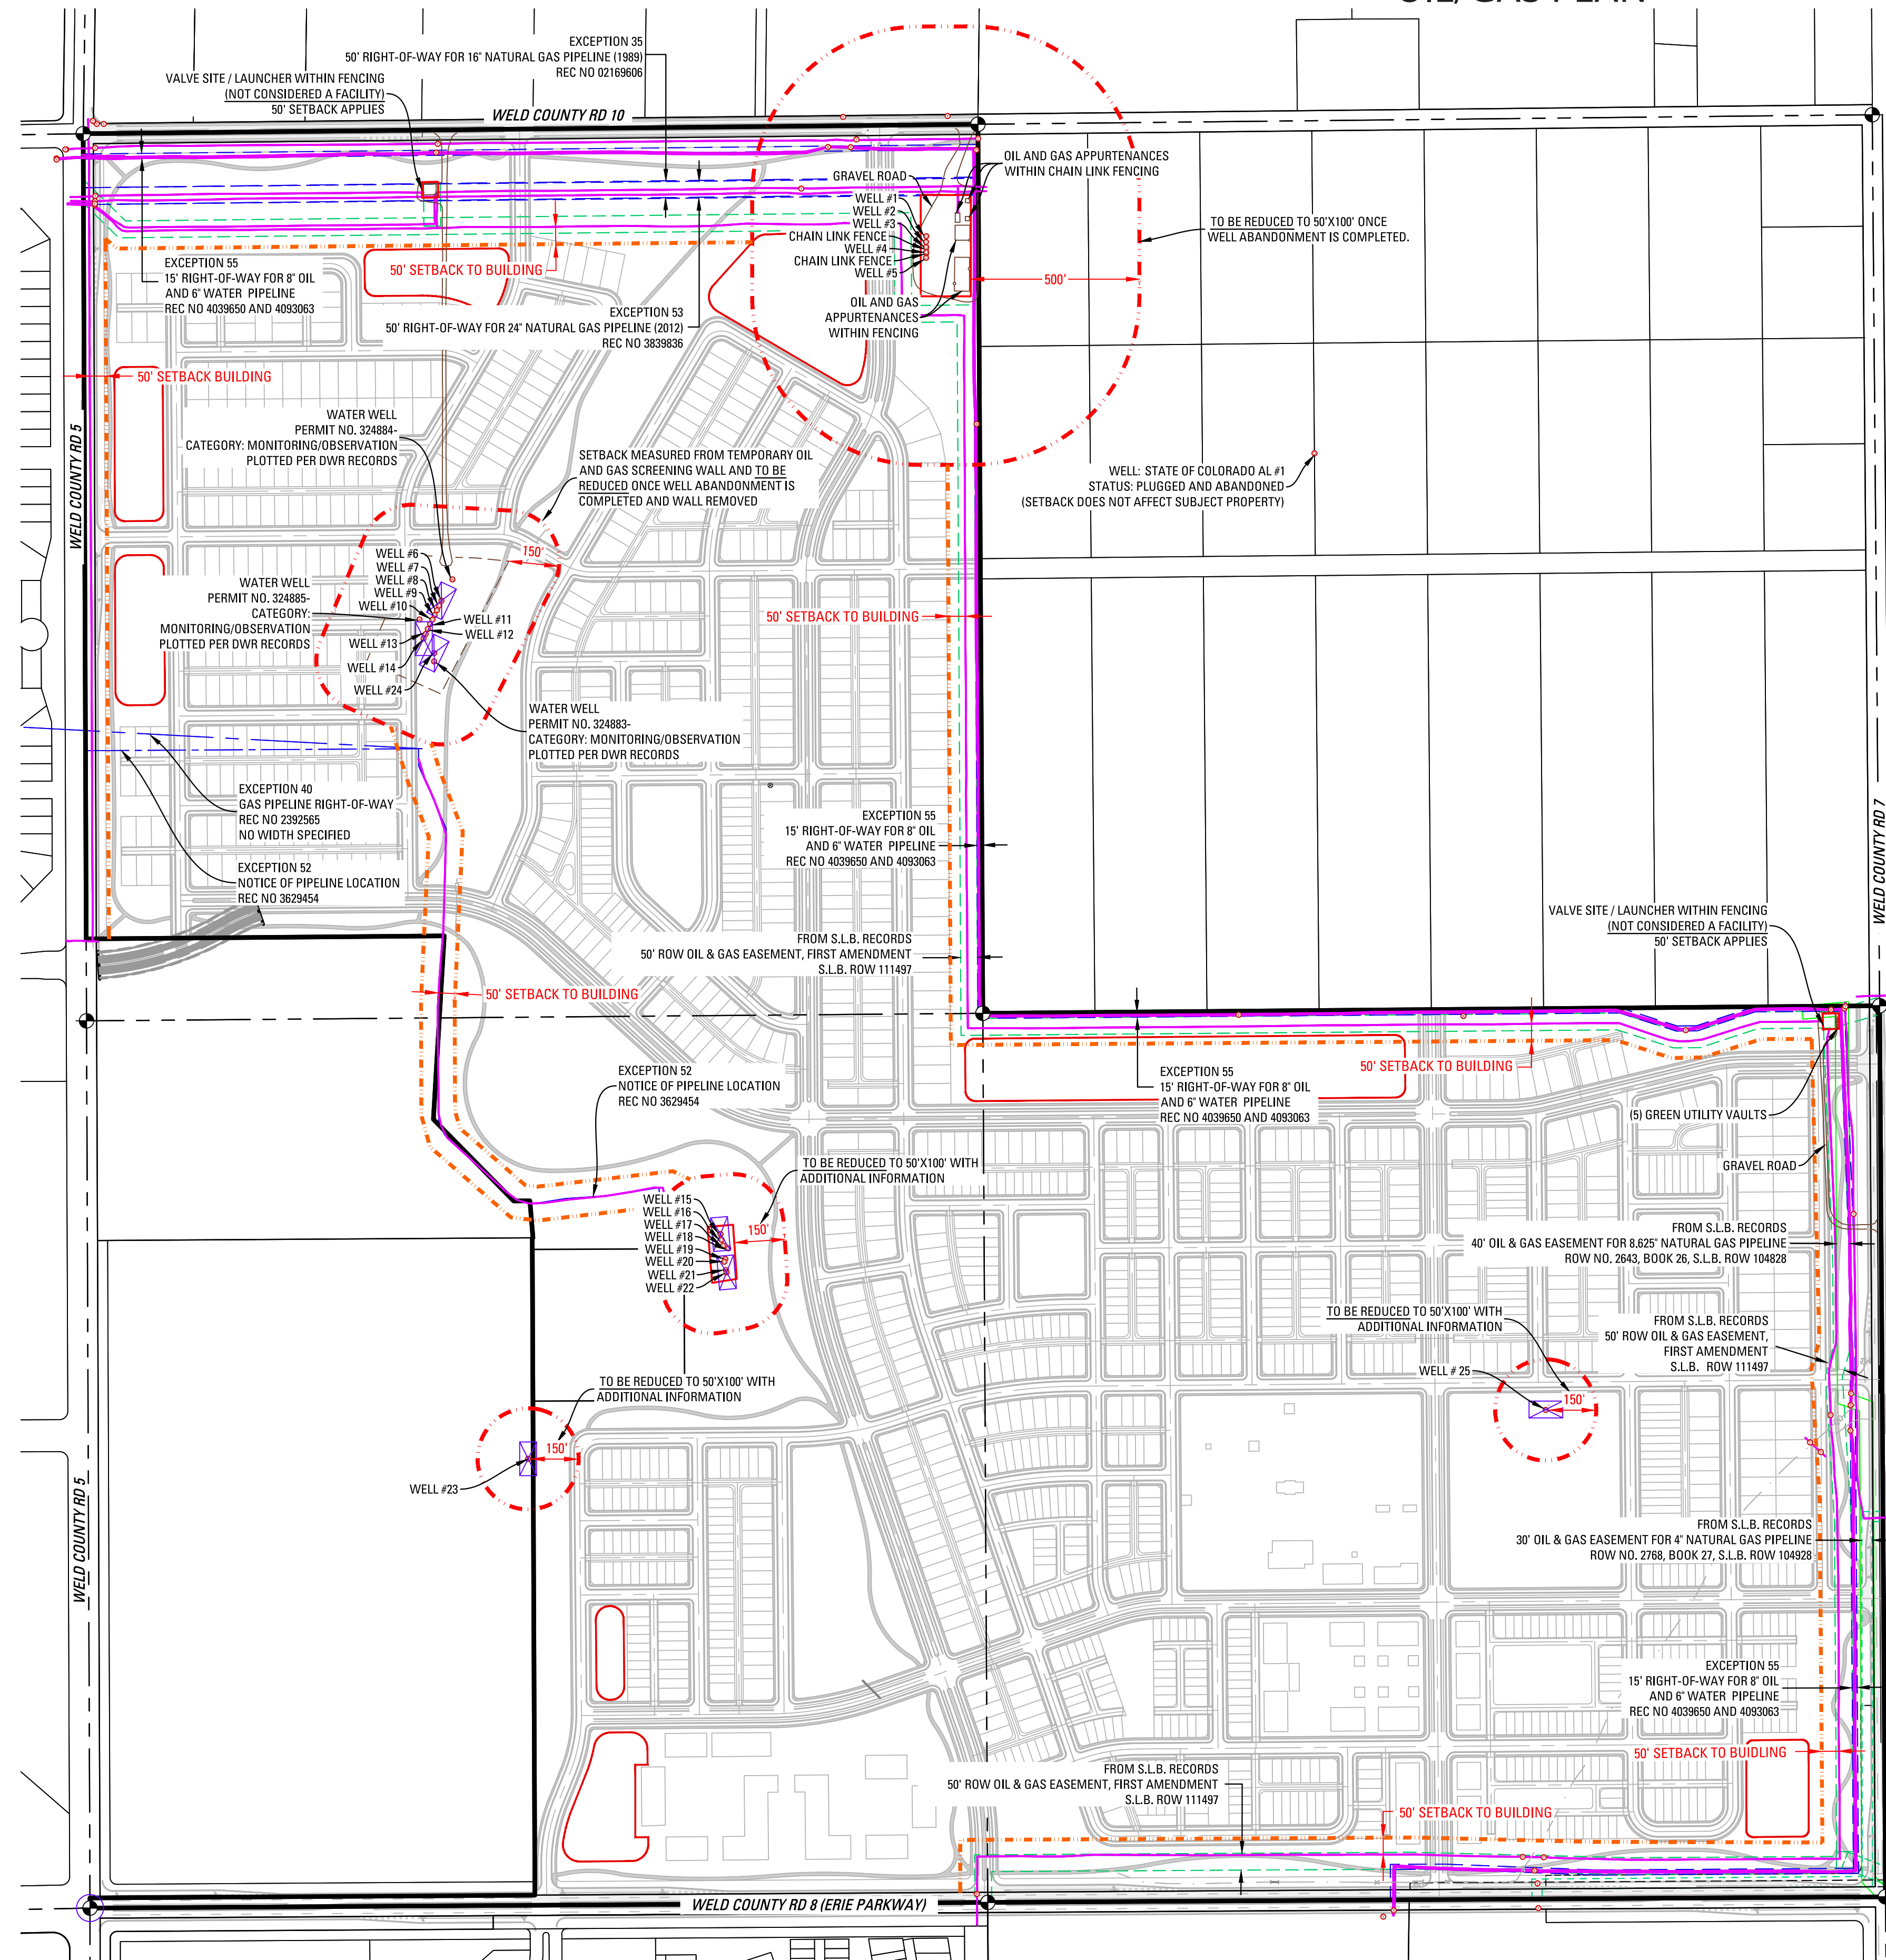 OIL/GAS PLAN
EXCEPTION 35
50' RIGHT-OF-WAY FOR 16" NATURAL GAS PIPELINE (1989)
REC NO 02169606
VALVE SITE / LAUNCHER WITHIN FENCING
(NOT CONSIDERED A FACILITY)
50' SETBACK APPLIES
WELD COUNTY RD 10
OIL AND GAS APPURTENANCES
WITHIN CHAIN LINK FENCING
GRAVEL ROAD
WELL #1
WELL #2
WELL #3
CHAIN LINK FENCE
WELL #4
CHAIN LINK FENCE
WELL #5
TO BE REDUCED TO 50'X100' ONCE
WELL ABANDONMENT IS COMPLETED.
500'
OIL AND GAS
APPURTENANCES
WITHIN FENCING
EXCEPTION 55
15' RIGHT-OF-WAY FOR 8" OIL
AND 6" WATER PIPELINE
REC NO 4039650 AND 4093063
50' SETBACK TO BUILDING
EXCEPTION 53
50' RIGHT-OF-WAY FOR 24" NATURAL GAS PIPELINE (2012)
REC NO 3839836
50' SETBACK BUILDING
WELD COUNTY RD 5
WATER WELL
PERMIT NO. 324884-
CATEGORY: MONITORING/OBSERVATION
PLOTTED PER DWR RECORDS
SETBACK MEASURED FROM TEMPORARY OIL
AND GAS SCREENING WALL AND TO BE
REDUCED ONCE WELL ABANDONMENT IS
COMPLETED AND WALL REMOVED
WELL: STATE OF COLORADO AL #1
STATUS: PLUGGED AND ABANDONED
(SETBACK DOES NOT AFFECT SUBJECT PROPERTY)
150'
WELL #6
WELL #7
WELL #8
WELL #9
WELL #10
WELL #11
WELL #12
WELL #13
WELL #14
WELL #24
WATER WELL
PERMIT NO. 324885-
CATEGORY:
MONITORING/OBSERVATION
PLOTTED PER DWR RECORDS
50' SETBACK TO BUILDING
WATER WELL
PERMIT NO. 324883-
CATEGORY: MONITORING/OBSERVATION
PLOTTED PER DWR RECORDS
EXCEPTION 40
GAS PIPELINE RIGHT-OF-WAY
REC NO 2392565
NO WIDTH SPECIFIED
EXCEPTION 52
NOTICE OF PIPELINE LOCATION
REC NO 3629454
EXCEPTION 55
15' RIGHT-OF-WAY FOR 8" OIL
AND 6" WATER PIPELINE
REC NO 4039650 AND 4093063
WELD COUNTY RD 7
FROM S.L.B. RECORDS
50' ROW OIL & GAS EASEMENT, FIRST AMENDMENT
S.L.B. ROW 111497
VALVE SITE / LAUNCHER WITHIN FENCING
(NOT CONSIDERED A FACILITY)
50' SETBACK APPLIES
50' SETBACK TO BUILDING
EXCEPTION 52
NOTICE OF PIPELINE LOCATION
REC NO 3629454
EXCEPTION 55
15' RIGHT-OF-WAY FOR 8" OIL
AND 6" WATER PIPELINE
REC NO 4039650 AND 4093063
50' SETBACK TO BUILDING
(5) GREEN UTILITY VAULTS
GRAVEL ROAD
TO BE REDUCED TO 50'X100' WITH
ADDITIONAL INFORMATION
150'
WELL #15
WELL #16
WELL #17
WELL #18
WELL #19
WELL #20
WELL #21
WELL #22
FROM S.L.B. RECORDS
40' OIL & GAS EASEMENT FOR 8.625" NATURAL GAS PIPELINE
ROW NO. 2643, BOOK 26, S.L.B. ROW 104828
TO BE REDUCED TO 50'X100' WITH
ADDITIONAL INFORMATION
WELL # 25
150'
FROM S.L.B. RECORDS
50' ROW OIL & GAS EASEMENT,
FIRST AMENDMENT
S.L.B. ROW 111497
TO BE REDUCED TO 50'X100' WITH
ADDITIONAL INFORMATION
150'
WELL #23
WELD COUNTY RD 5
FROM S.L.B. RECORDS
30' OIL & GAS EASEMENT FOR 4" NATURAL GAS PIPELINE
ROW NO. 2768, BOOK 27, S.L.B. ROW 104928
EXCEPTION 55
15' RIGHT-OF-WAY FOR 8" OIL
AND 6" WATER PIPELINE
REC NO 4039650 AND 4093063
50' SETBACK TO BUIDLING
FROM S.L.B. RECORDS
50' ROW OIL & GAS EASEMENT, FIRST AMENDMENT
S.L.B. ROW 111497
50' SETBACK TO BUILDING
WELD COUNTY RD 8 (ERIE PARKWAY)